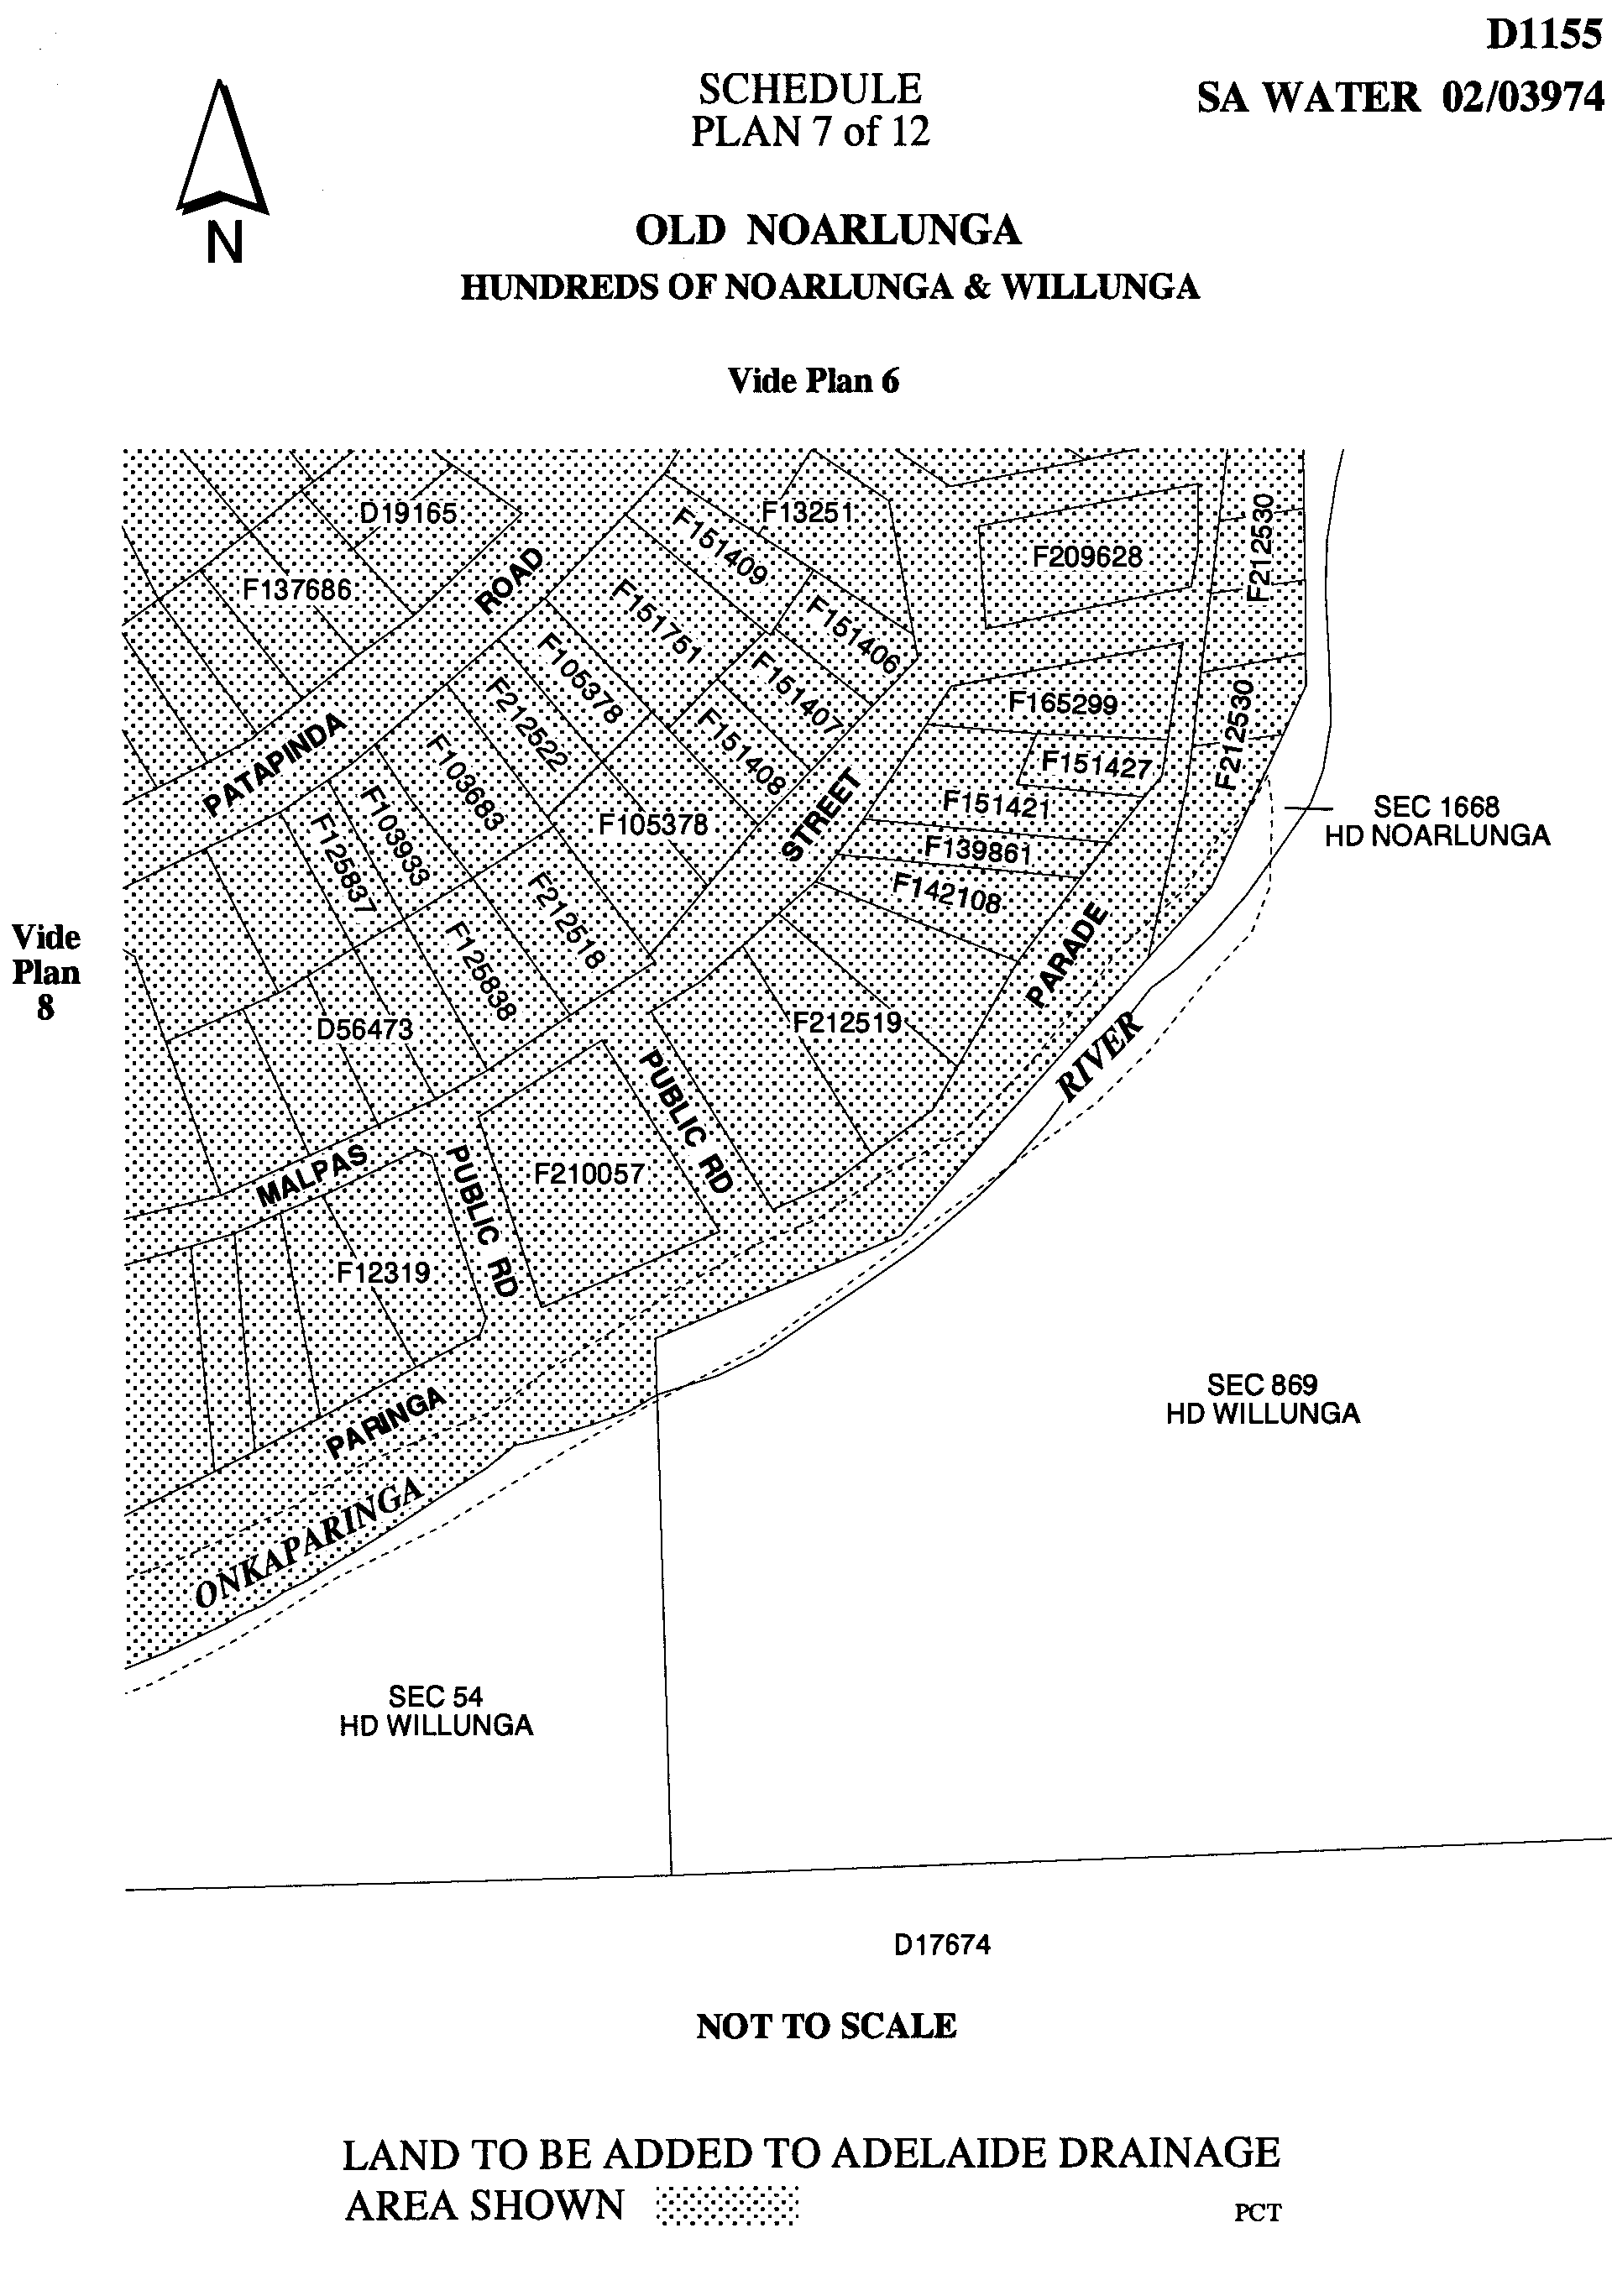 D1155
SCHEDULE
PLAN 7 of 12
SA WATER 02/03974
N
OLD NOARLUNGA
HUNDREDS OF NOARLUNGA & WILLUNGA
Vide Plan 6
D19165
F13251
F151409
F209628
F212530
F137686
ROAD
F151751
F151406
F105378
F151407
F212522
F165299
F212530
F151408
F103683
PATAPINDA
F151427
F103933
STREET
F151421
SEC 1668
HD NOARLUNGA
F125837
F105378
F139861
F142108
F212518
PARADE
Vide
Plan
8
F125838
D56473
F212519
RIVER
PUBLIC RD
MALPAS
PUBLIC RD
F210057
F12319
PARINGA
ONKAPARINGA
SEC 869
HD WILLUNGA
SEC 54
HD WILLUNGA
D17674
NOT TO SCALE
LAND TO BE ADDED TO ADELAIDE DRAINAGE
AREA SHOWN
PCT